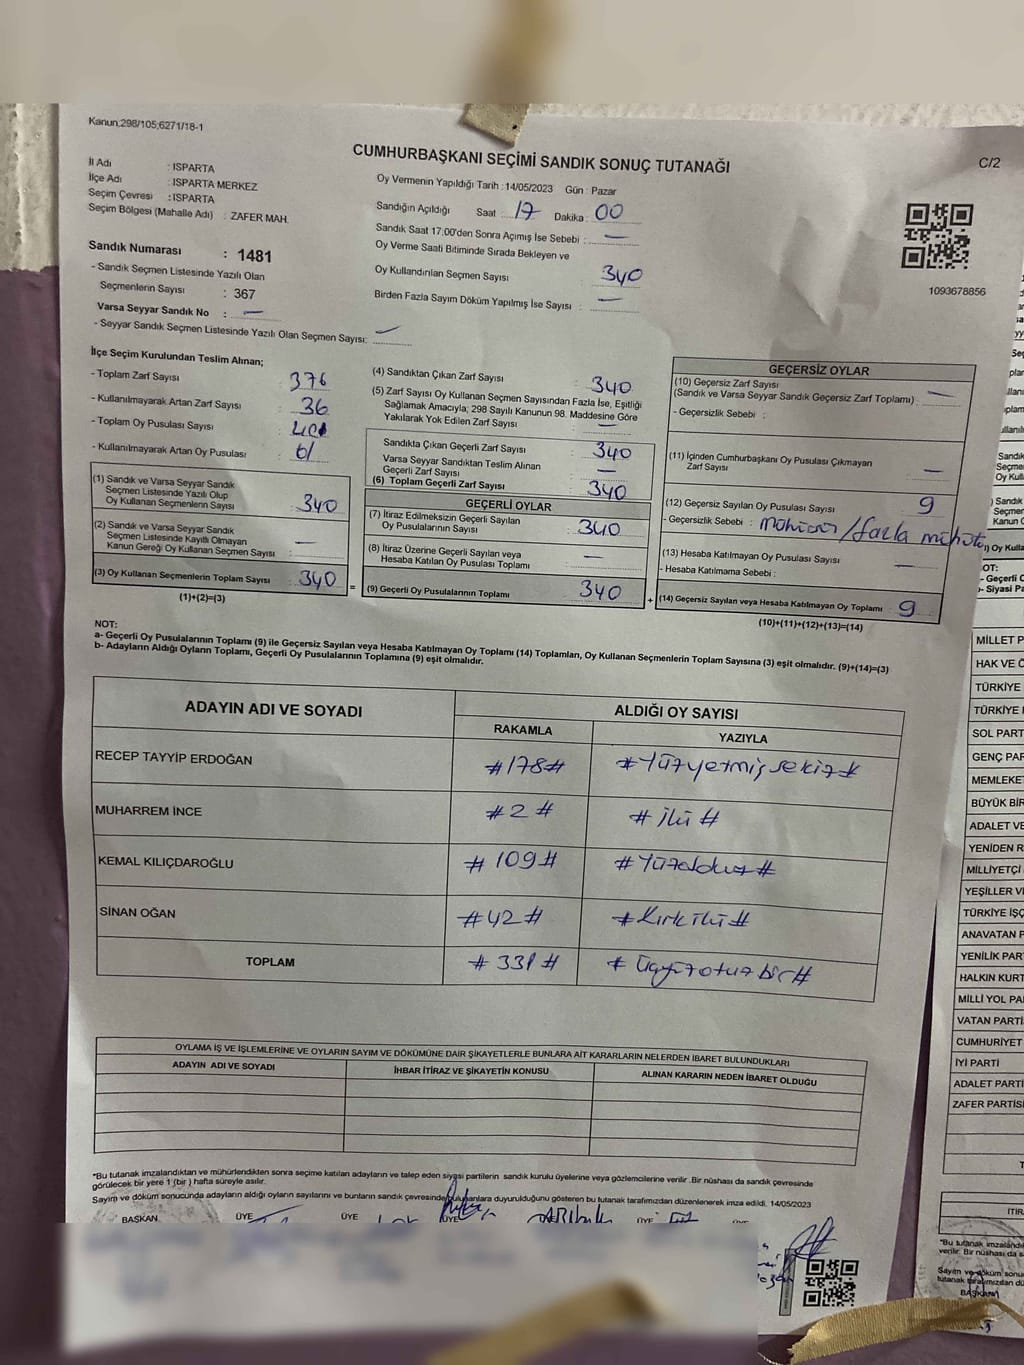 Kanun:298/105;6271/18-1
CUMHURBAŞKANI SEÇİMİ SANDIK SONUÇ TUTANAĞI
C/2
İl Adı : ISPARTA
İlçe Adı : ISPARTA MERKEZ
Seçim Çevresi : ISPARTA
Seçim Bölgesi (Mahalle Adı) : ZAFER MAH.
Sandık Numarası : 1481
- Sandık Seçmen Listesinde Yazılı Olan
Seçmenlerin Sayısı : 367
Varsa Seyyar Sandık No : —
- Seyyar Sandık Seçmen Listesinde Yazılı Olan Seçmen Sayısı: —
Oy Vermenin Yapıldığı Tarih : 14/05/2023 Gün : Pazar
Sandığın Açıldığı Saat 17 Dakika : 00
Sandık Saat 17:00'den Sonra Açımış İse Sebebi : —
Oy Verme Saati Bitiminde Sırada Bekleyen ve
Oy Kullandırılan Seçmen Sayısı 340
Birden Fazla Sayım Döküm Yapılmış İse Sayısı : —
1093678856
İlçe Seçim Kurulundan Teslim Alınan;
- Toplam Zarf Sayısı : 376
- Kullanılmayarak Artan Zarf Sayısı : 36
- Toplam Oy Pusulası Sayısı :
- Kullanılmayarak Artan Oy Pusulası : 61
(1) Sandık ve Varsa Seyyar Sandık
Seçmen Listesinde Yazılı Olup
Oy Kullanan Seçmenlerin Sayısı : 340
(2) Sandık ve Varsa Seyyar Sandık
Seçmen Listesinde Kayıtlı Olmayan
Kanun Gereği Oy Kullanan Seçmen Sayısı : —
(3) Oy Kullanan Seçmenlerin Toplam Sayısı : 340
(1)+(2)=(3)
(4) Sandıktan Çıkan Zarf Sayısı : 340
(5) Zarf Sayısı Oy Kullanan Seçmen Sayısından Fazla İse, Eşitliği
Sağlamak Amacıyla; 298 Sayılı Kanunun 98. Maddesine Göre
Yakılarak Yok Edilen Zarf Sayısı : —
Sandıkta Çıkan Geçerli Zarf Sayısı : 340
Varsa Seyyar Sandıktan Teslim Alınan
Geçerli Zarf Sayısı : —
(6) Toplam Geçerli Zarf Sayısı : 340
GEÇERLİ OYLAR
(7) İtiraz Edilmeksizin Geçerli Sayılan
Oy Pusulalarının Sayısı : 340
(8) İtiraz Üzerine Geçerli Sayılan veya
Hesaba Katılan Oy Pusulası Toplamı : —
= (9) Geçerli Oy Pusulalarının Toplamı : 340
GEÇERSİZ OYLAR
(10) Geçersiz Zarf Sayısı
(Sandık ve Varsa Seyyar Sandık Geçersiz Zarf Toplamı) : —
- Geçersizlik Sebebi :
(11) İçinden Cumhurbaşkanı Oy Pusulası Çıkmayan
Zarf Sayısı : —
(12) Geçersiz Sayılan Oy Pusulası Sayısı : 9
- Geçersizlik Sebebi : mühürsüz/fazla
(13) Hesaba Katılmayan Oy Pusulası Sayısı : —
- Hesaba Katılmama Sebebi :
+ (14) Geçersiz Sayılan veya Hesaba Katılmayan Oy Toplamı : 9
(10)+(11)+(12)+(13)=(14)
NOT:
a- Geçerli Oy Pusulalarının Toplamı (9) ile Geçersiz Sayılan veya Hesaba Katılmayan Oy Toplamı (14) Toplamları, Oy Kullanan Seçmenlerin Toplam Sayısına (3) eşit olmalıdır. (9)+(14)=(3)
b- Adayların Aldığı Oyların Toplamı, Geçerli Oy Pusulalarının Toplamına (9) eşit olmalıdır.
ADAYIN ADI VE SOYADI ALDIĞI OY SAYISI
RAKAMLA YAZIYLA
RECEP TAYYİP ERDOĞAN #178# #Yüzyetmişsekiz#
MUHARREM İNCE #2# #iki#
KEMAL KILIÇDAROĞLU #109# #Yüzdokuz#
SİNAN OĞAN #42# #Kırkiki#
TOPLAM #331# #Üçyüzotuzbir#
OYLAMA İŞ VE İŞLEMLERİNE VE OYLARIN SAYIM VE DÖKÜMÜNE DAİR ŞİKAYETLERLE BUNLARA AİT KARARLARIN NELERDEN İBARET BULUNDUKLARI
ADAYIN ADI VE SOYADI İHBAR İTİRAZ VE ŞİKAYETİN KONUSU ALINAN KARARIN NEDEN İBARET OLDUĞU
*Bu tutanak imzalandıktan ve mühürlendikten sonra seçime katılan adayların ve talep eden siyasi partilerin sandık kurulu üyelerine veya gözlemcilerine verilir .Bir nüshası da sandık çevresinde
görülecek bir yere 1 (bir ) hafta süreyle asılır.
Sayım ve döküm sonucunda adayların aldığı oyların sayılarını ve bunların sandık çevresinde bulunanlara duyurulduğunu gösteren bu tutanak tarafımızdan düzenlenerek imza edildi. 14/05/2023
BAŞKAN ÜYE ÜYE ÜYE ÜYE
MİLLET P
HAK VE Ö
TÜRKİYE
TÜRKİYE
SOL PART
GENÇ PAR
MEMLEKE
BÜYÜK BİR
ADALET VE
YENİDEN R
MİLLİYETÇİ
YEŞİLLER V
TÜRKİYE İŞÇ
ANAVATAN P
YENİLİK PAR
HALKIN KURT
MİLLİ YOL PA
VATAN PARTİ
CUMHURİYET
İYİ PARTİ
ADALET PARTİ
ZAFER PARTİS
İTİR
*Bu tutanak imzalandı
verilir. Bir nüshası da s
Sayım ve döküm sonu
tutanak tarafımızdan dü
BAŞKAN